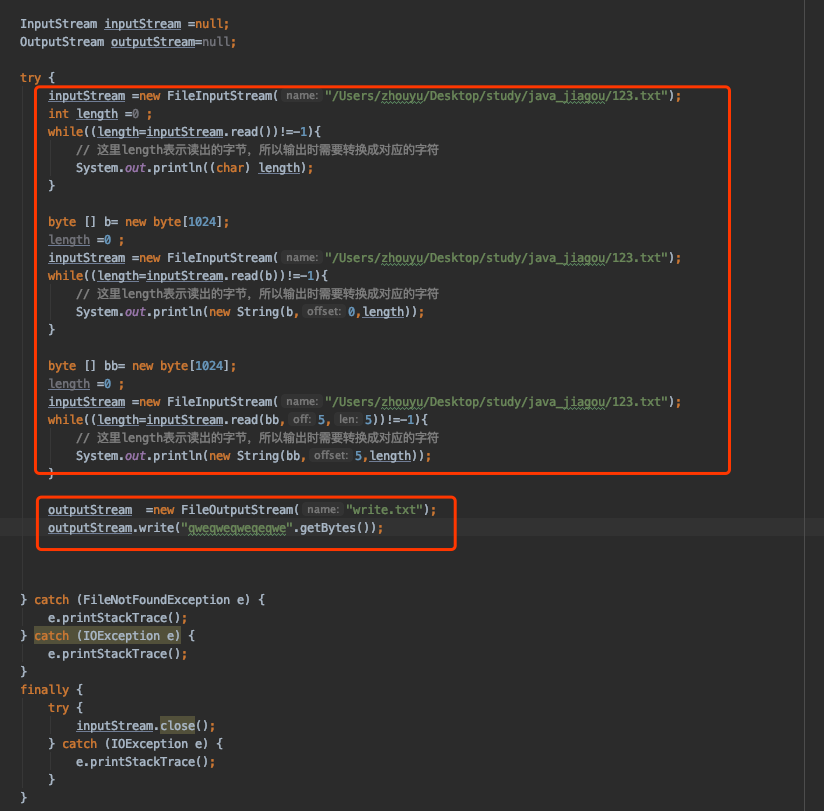 InputStream inputStream =null;
OutputStream outputStream=null;
try {
inputStream =new FileInputStream( name: "/Users/zhouyu/Desktop/study/java_jiagou/123.txt");
int length =0 ;
while((length=inputStream.read())!=-1){
// 这里length表示读出的字节，所以输出时需要转换成对应的字符
System.out.println((char) length);
}
byte [] b= new byte[1024];
length =0 ;
inputStream =new FileInputStream( name: "/Users/zhouyu/Desktop/study/java_jiagou/123.txt");
while((length=inputStream.read(b))!=-1){
// 这里length表示读出的字节，所以输出时需要转换成对应的字符
System.out.println(new String(b, offset: 0,length));
}
byte [] bb= new byte[1024];
length =0 ;
inputStream =new FileInputStream( name: "/Users/zhouyu/Desktop/study/java_jiagou/123.txt");
while((length=inputStream.read(bb, off: 5, len: 5))!=-1){
// 这里length表示读出的字节，所以输出时需要转换成对应的字符
System.out.println(new String(bb, offset: 5,length));
}
outputStream =new FileOutputStream( name: "write.txt");
outputStream.write("qweqweqweqeqwe".getBytes());
} catch (FileNotFoundException e) {
e.printStackTrace();
} catch (IOException e) {
e.printStackTrace();
}
finally {
try {
inputStream.close();
} catch (IOException e) {
e.printStackTrace();
}
}